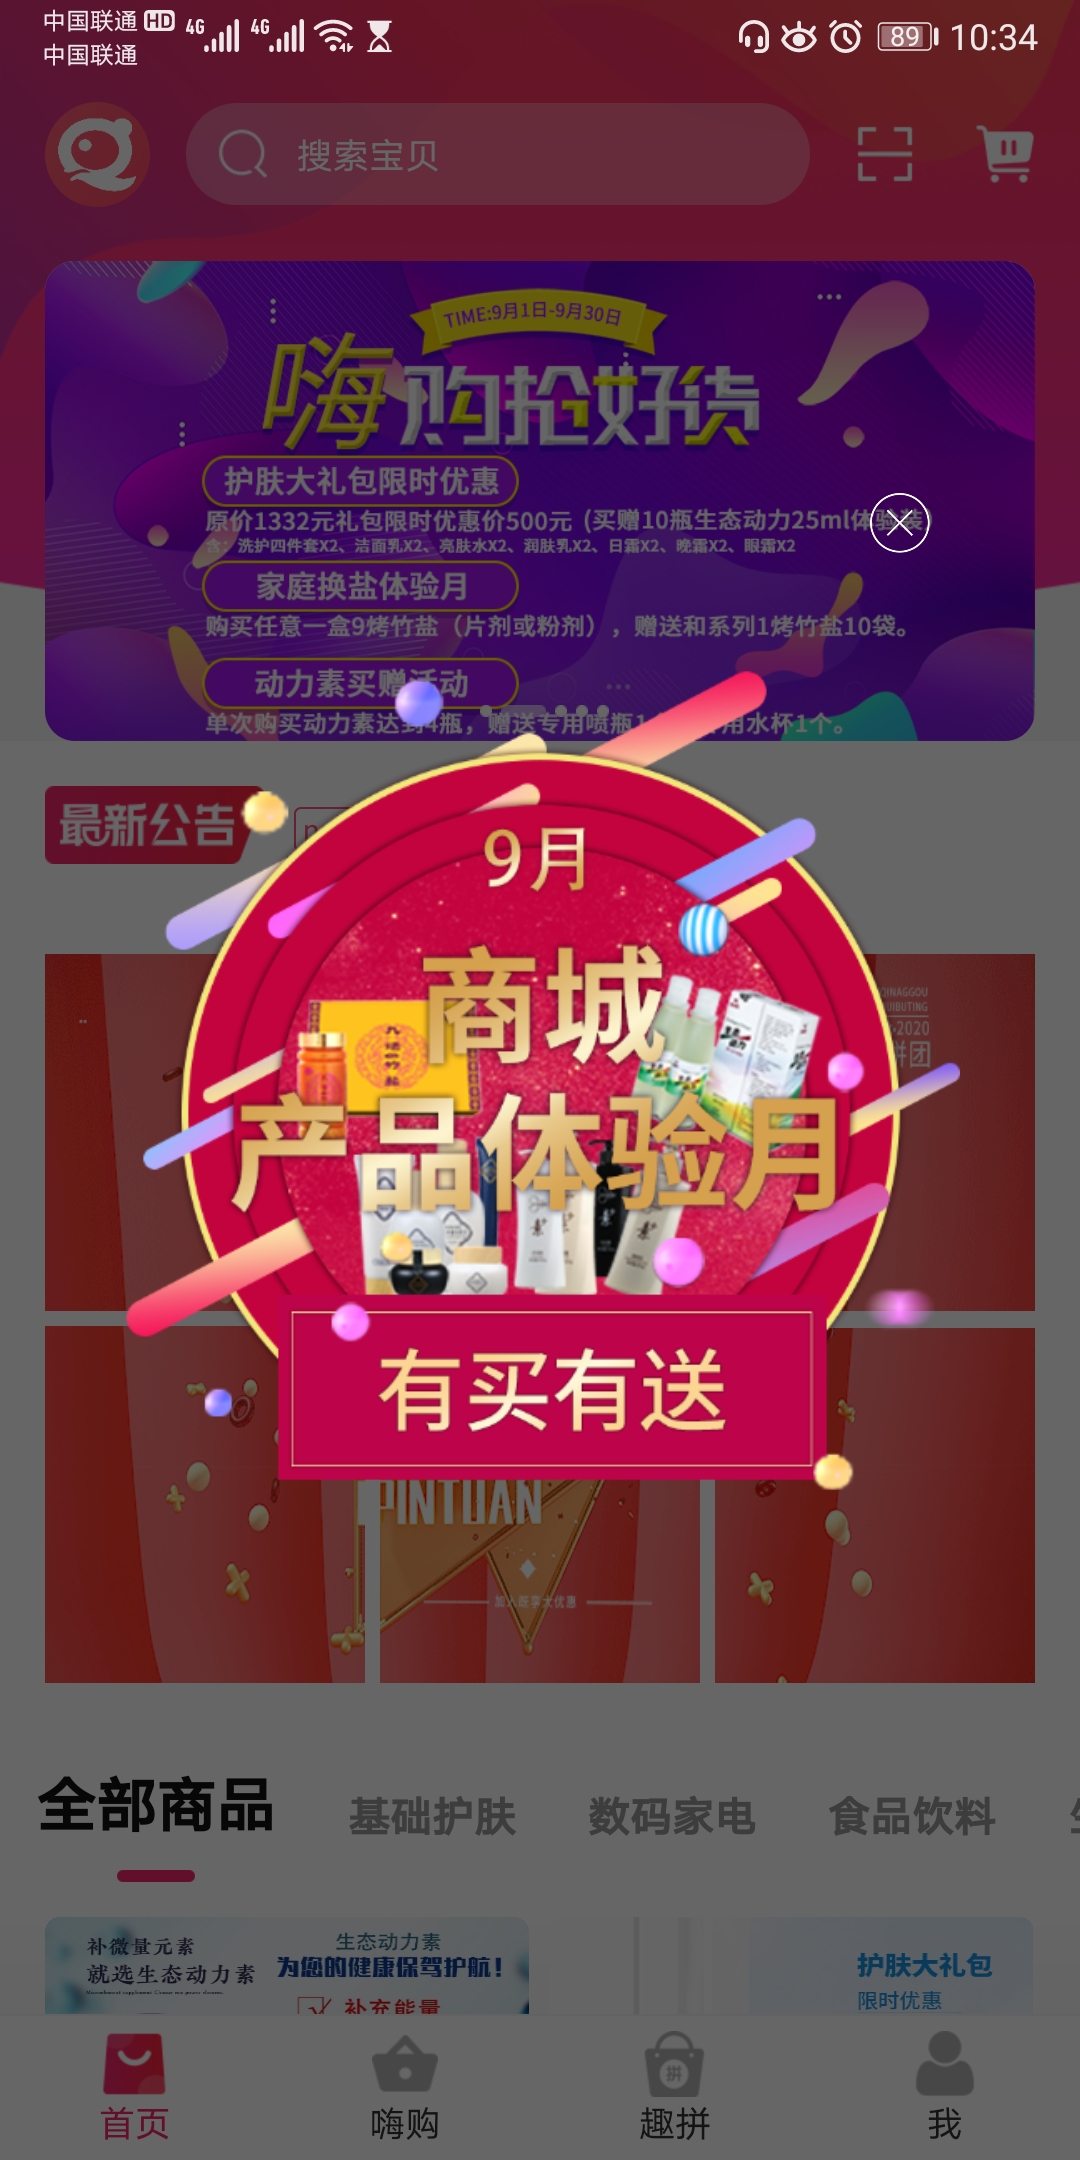 中国联通 HD 4G 4G 89 10:34
中国联通
搜索宝贝
TIME:9月1日-9月30日
嗨购抢好货
护肤大礼包限时优惠
原价1332元礼包限时优惠价500元 (买赠10瓶生态动力25ml体验装)
含: 洗护四件套X2、洁面乳X2、亮肤水X2、润肤乳X2、日霜X2、晚霜X2、眼霜X2
家庭换盐体验月
购买任意一盒9烤竹盐（片剂或粉剂），赠送和系列1烤竹盐10袋。
动力素买赠活动
单次购买动力素达到4瓶，赠送专用喷瓶1 用水杯1个。
最新公告
9月
商城
产品体验月
有买有送
2020
拼团
PINTUAN
全部商品
基础护肤
数码家电
食品饮料
补微量元素
就选生态动力素
生态动力素
为您的健康保驾护航！
补充能量
护肤大礼包
限时优惠
首页
嗨购
拼
趣拼
我